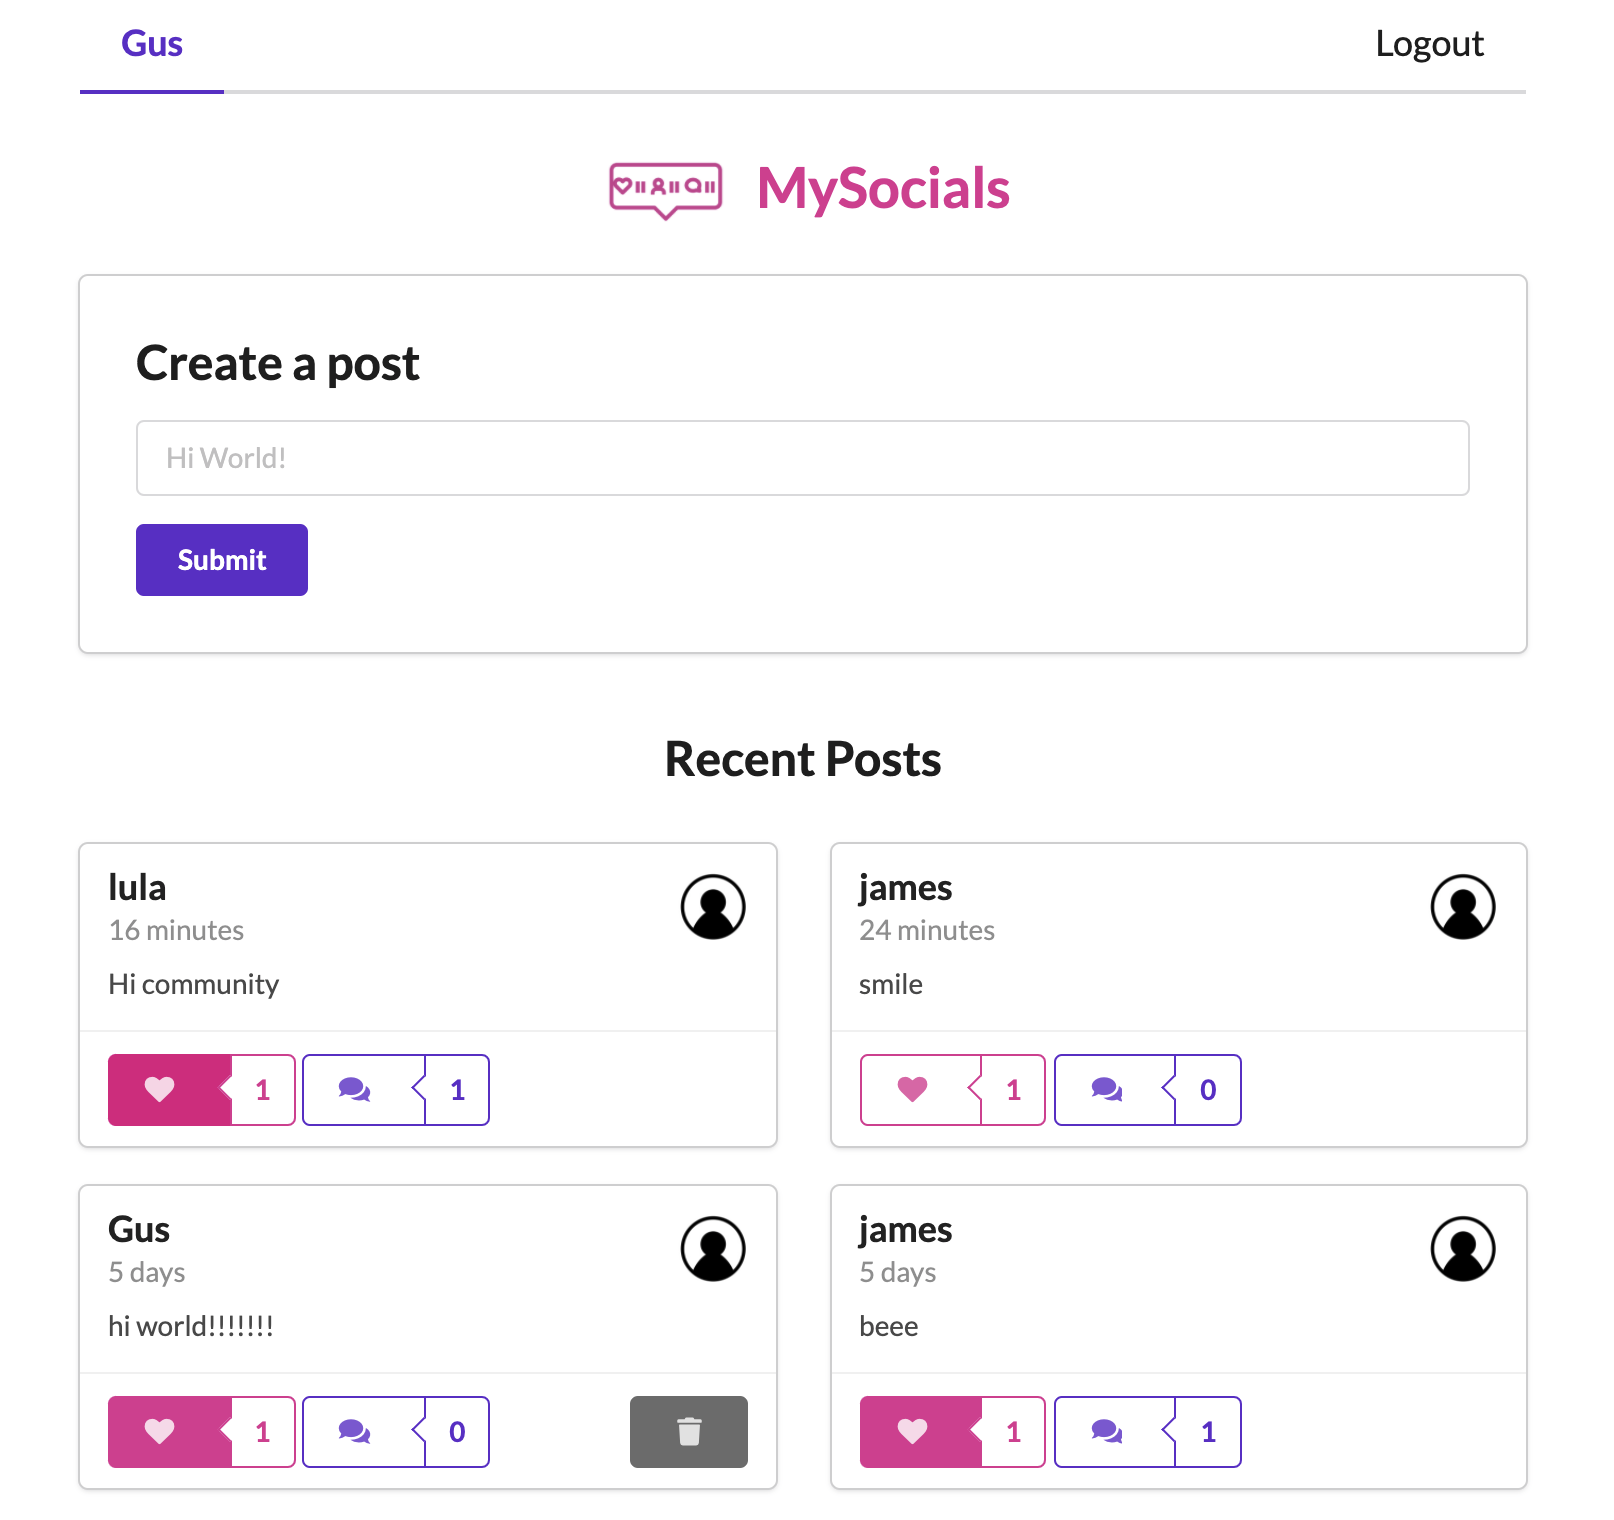 Gus
Logout
MySocials
Create a post
Hi World!
Submit
Recent Posts
lula
16 minutes
Hi community
1
1
james
24 minutes
smile
1
0
Gus
5 days
hi world!!!!!!!
1
0
james
5 days
beee
1
1